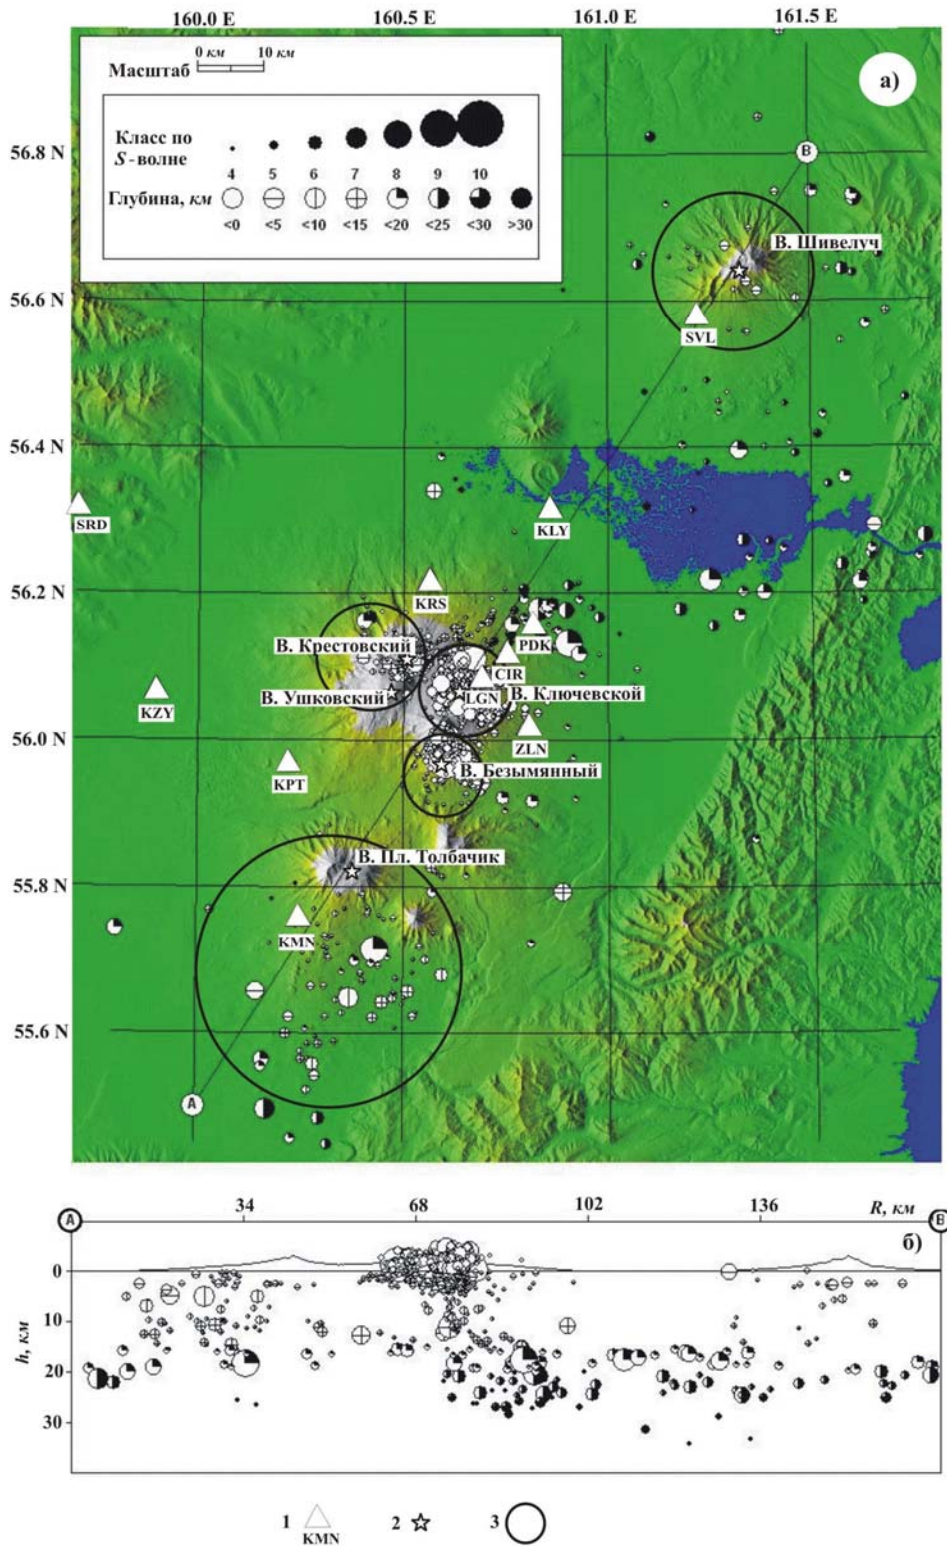 160.0 E 160.5 E 161.0 E 161.5 E
а)
0 км 10 км
Масштаб
Класс по
S-волне
4 5 6 7 8 9 10
Глубина, км
<0 <5 <10 <15 <20 <25 <30 >30
56.8 N
B
В. Шивелуч
56.6 N
SVL
56.4 N
SRD
KLY
56.2 N
KRS
PDK
В. Крестовский
CIR
В. Ушковский
LGN
В. Ключевской
KZY
ZLN
56.0 N
KPT
В. Безымянный
В. Пл. Толбачик
55.8 N
KMN
55.6 N
A
A 34 68 102 136 R, км B
б)
0
10
h, км
20
30
1 KMN 2 3